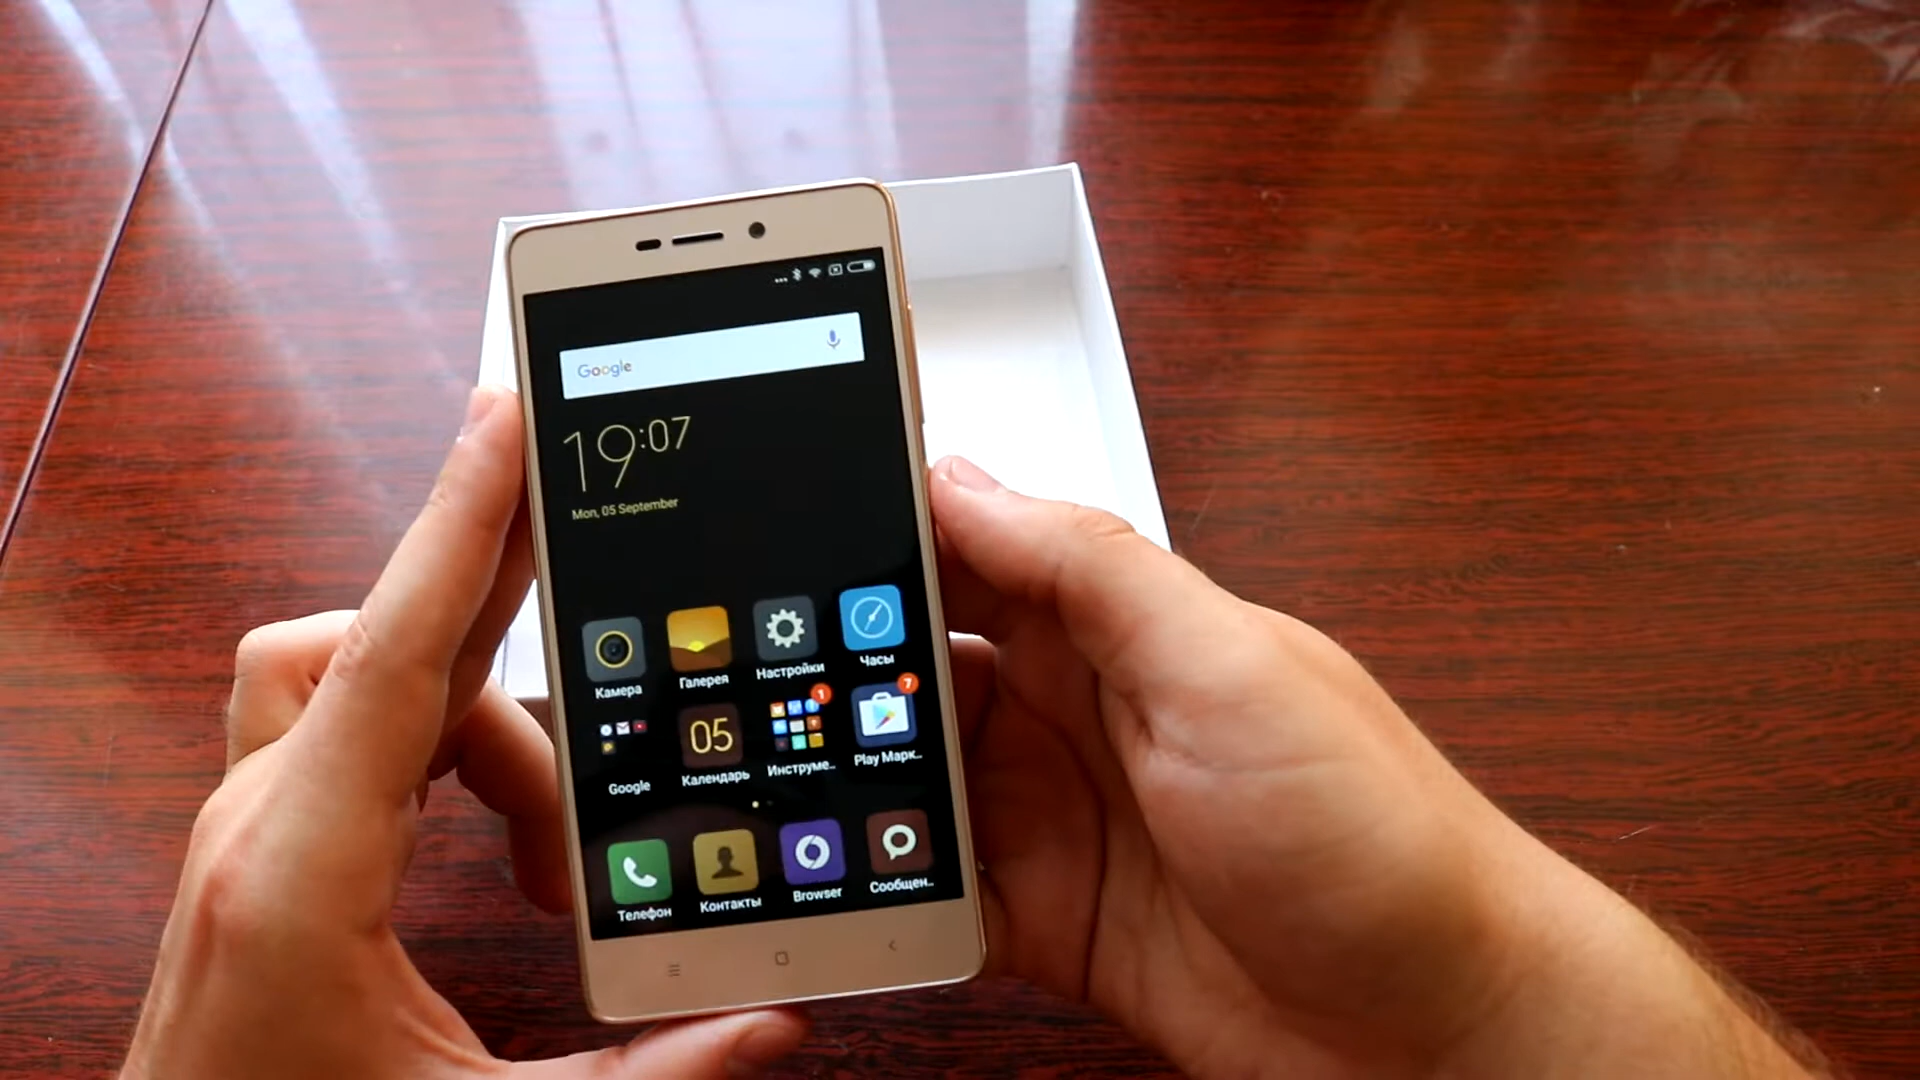 Google
19:07
Mon, 05 September
Камера
Галерея
Настройки
Часы
1
7
Google
05
Календарь
Инструме..
Play Марк..
Телефон
Контакты
Browser
Сообщен..